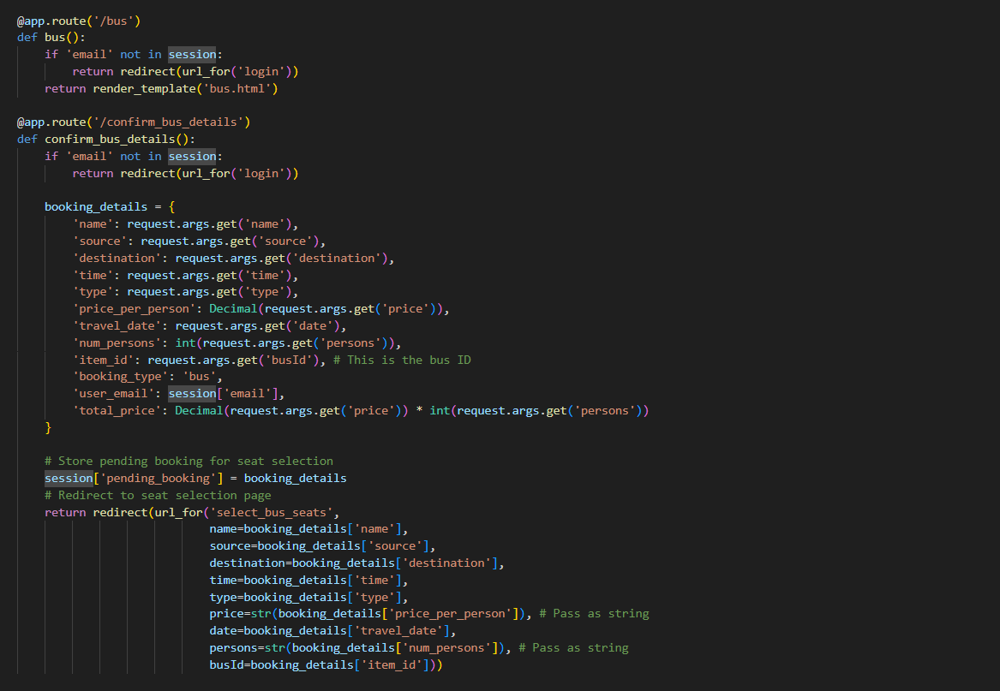 @app.route('/bus')
def bus():
    if 'email' not in session:
        return redirect(url_for('login'))
    return render_template('bus.html')

@app.route('/confirm_bus_details')
def confirm_bus_details():
    if 'email' not in session:
        return redirect(url_for('login'))

    booking_details = {
        'name': request.args.get('name'),
        'source': request.args.get('source'),
        'destination': request.args.get('destination'),
        'time': request.args.get('time'),
        'type': request.args.get('type'),
        'price_per_person': Decimal(request.args.get('price')),
        'travel_date': request.args.get('date'),
        'num_persons': int(request.args.get('persons')),
        'item_id': request.args.get('busId'), # This is the bus ID
        'booking_type': 'bus',
        'user_email': session['email'],
        'total_price': Decimal(request.args.get('price')) * int(request.args.get('persons'))
    }

    # Store pending booking for seat selection
    session['pending_booking'] = booking_details
    # Redirect to seat selection page
    return redirect(url_for('select_bus_seats',
                            name=booking_details['name'],
                            source=booking_details['source'],
                            destination=booking_details['destination'],
                            time=booking_details['time'],
                            type=booking_details['type'],
                            price=str(booking_details['price_per_person']), # Pass as string
                            date=booking_details['travel_date'],
                            persons=str(booking_details['num_persons']), # Pass as string
                            busId=booking_details['item_id']))